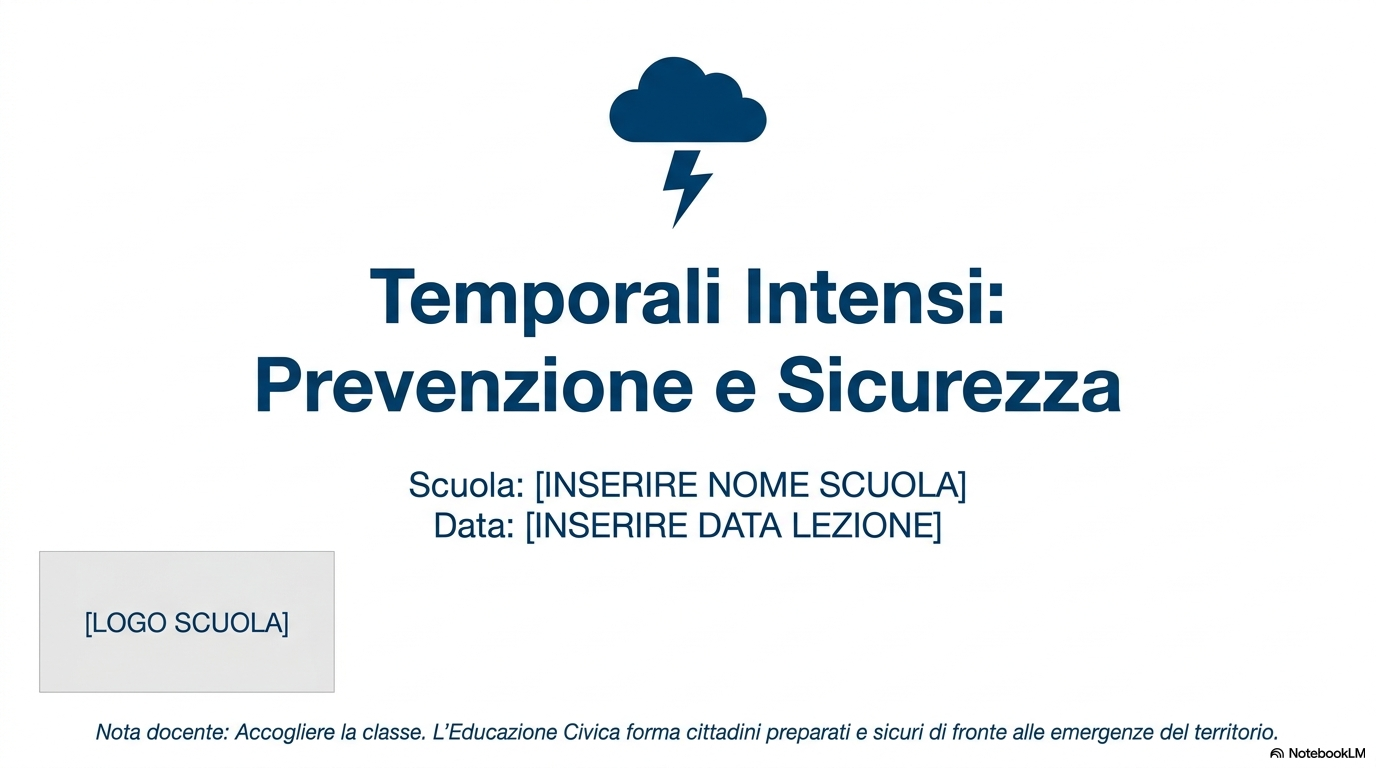 Temporali Intensi:
Prevenzione e Sicurezza
Scuola: [INSERIRE NOME SCUOLA]
Data: [INSERIRE DATA LEZIONE]
[LOGO SCUOLA]
Nota docente: Accogliere la classe. L’Educazione Civica forma cittadini preparati e sicuri di fronte alle emergenze del territorio.
NotebookLM